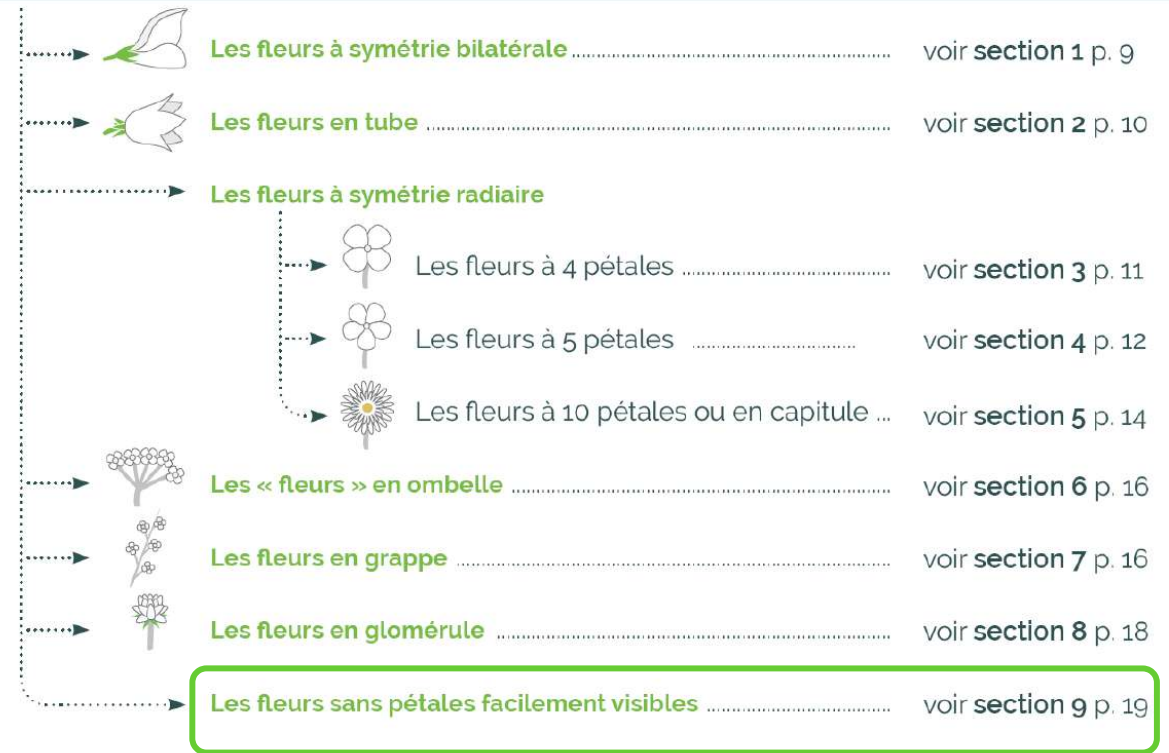 Les fleurs à symétrie bilatérale ........................ voir section 1 p. 9
Les fleurs en tube ........................ voir section 2 p. 10
Les fleurs à symétrie radiaire
Les fleurs à 4 pétales ........................ voir section 3 p. 11
Les fleurs à 5 pétales ........................ voir section 4 p. 12
Les fleurs à 10 pétales ou en capitule ... voir section 5 p. 14
Les « fleurs » en ombelle ........................ voir section 6 p. 16
Les fleurs en grappe ........................ voir section 7 p. 16
Les fleurs en glomérule ........................ voir section 8 p. 18
Les fleurs sans pétales facilement visibles ........................ voir section 9 p. 19